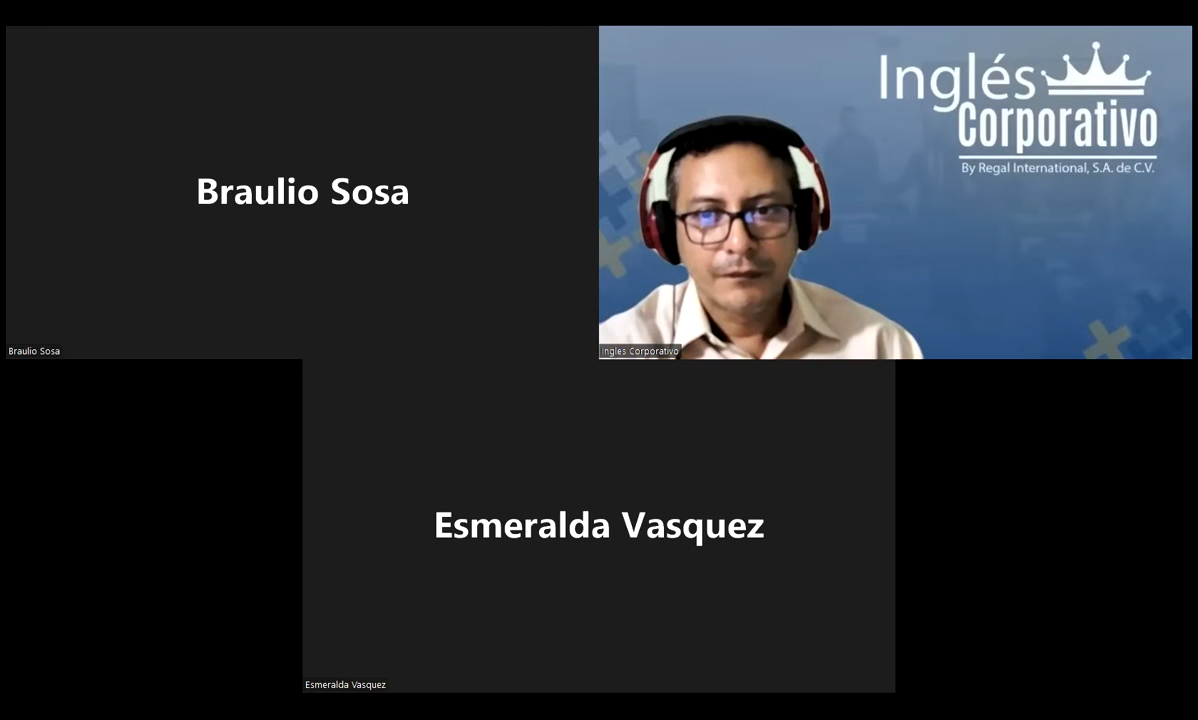 Braulio Sosa
Braulio Sosa
Inglés
Corporativo
By Regal International, S.A. de C.V.
Ingles Corporativo
Esmeralda Vasquez
Esmeralda Vasquez